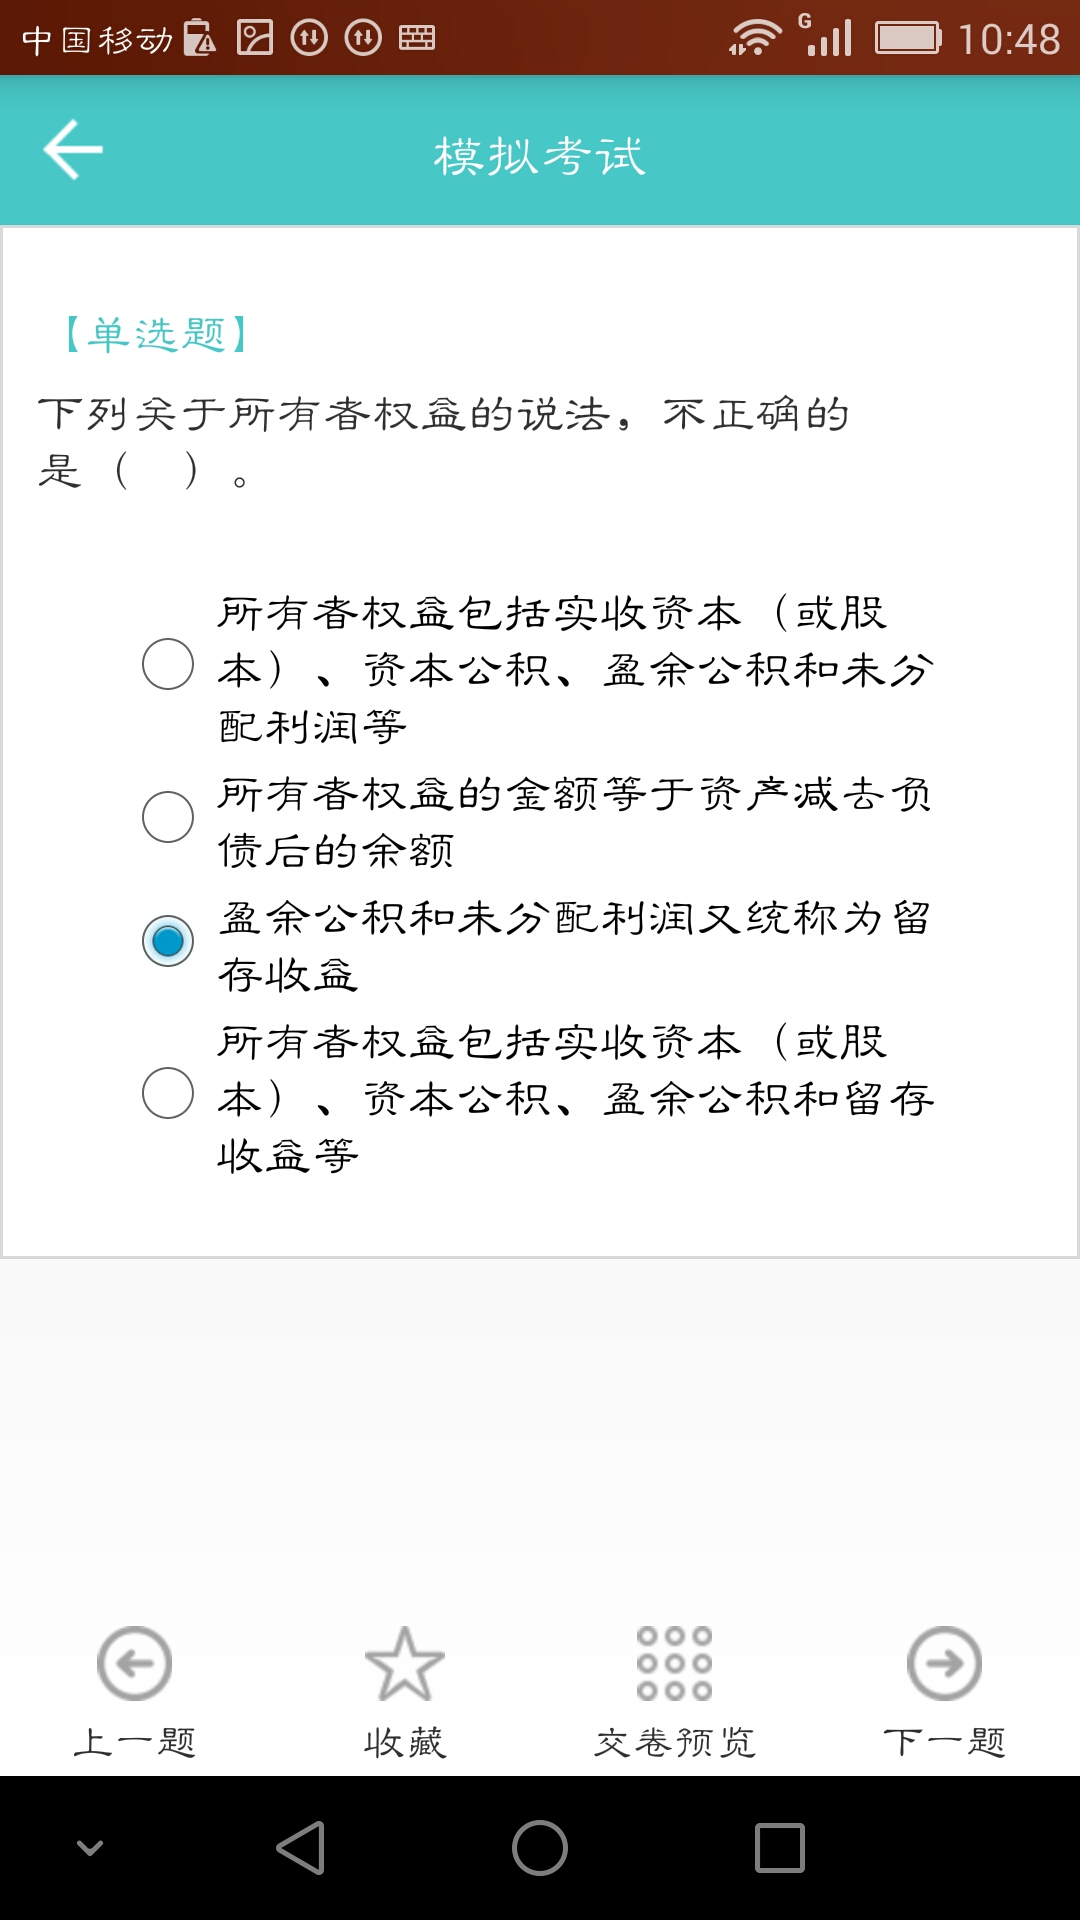 中国移动
G
10:48
模拟考试
【单选题】
下列关于所有者权益的说法，不正确的
是（　）。
所有者权益包括实收资本（或股
本）、资本公积、盈余公积和未分
配利润等
所有者权益的金额等于资产减去负
债后的余额
盈余公积和未分配利润又统称为留
存收益
所有者权益包括实收资本（或股
本）、资本公积、盈余公积和留存
收益等
上一题
收藏
交卷预览
下一题